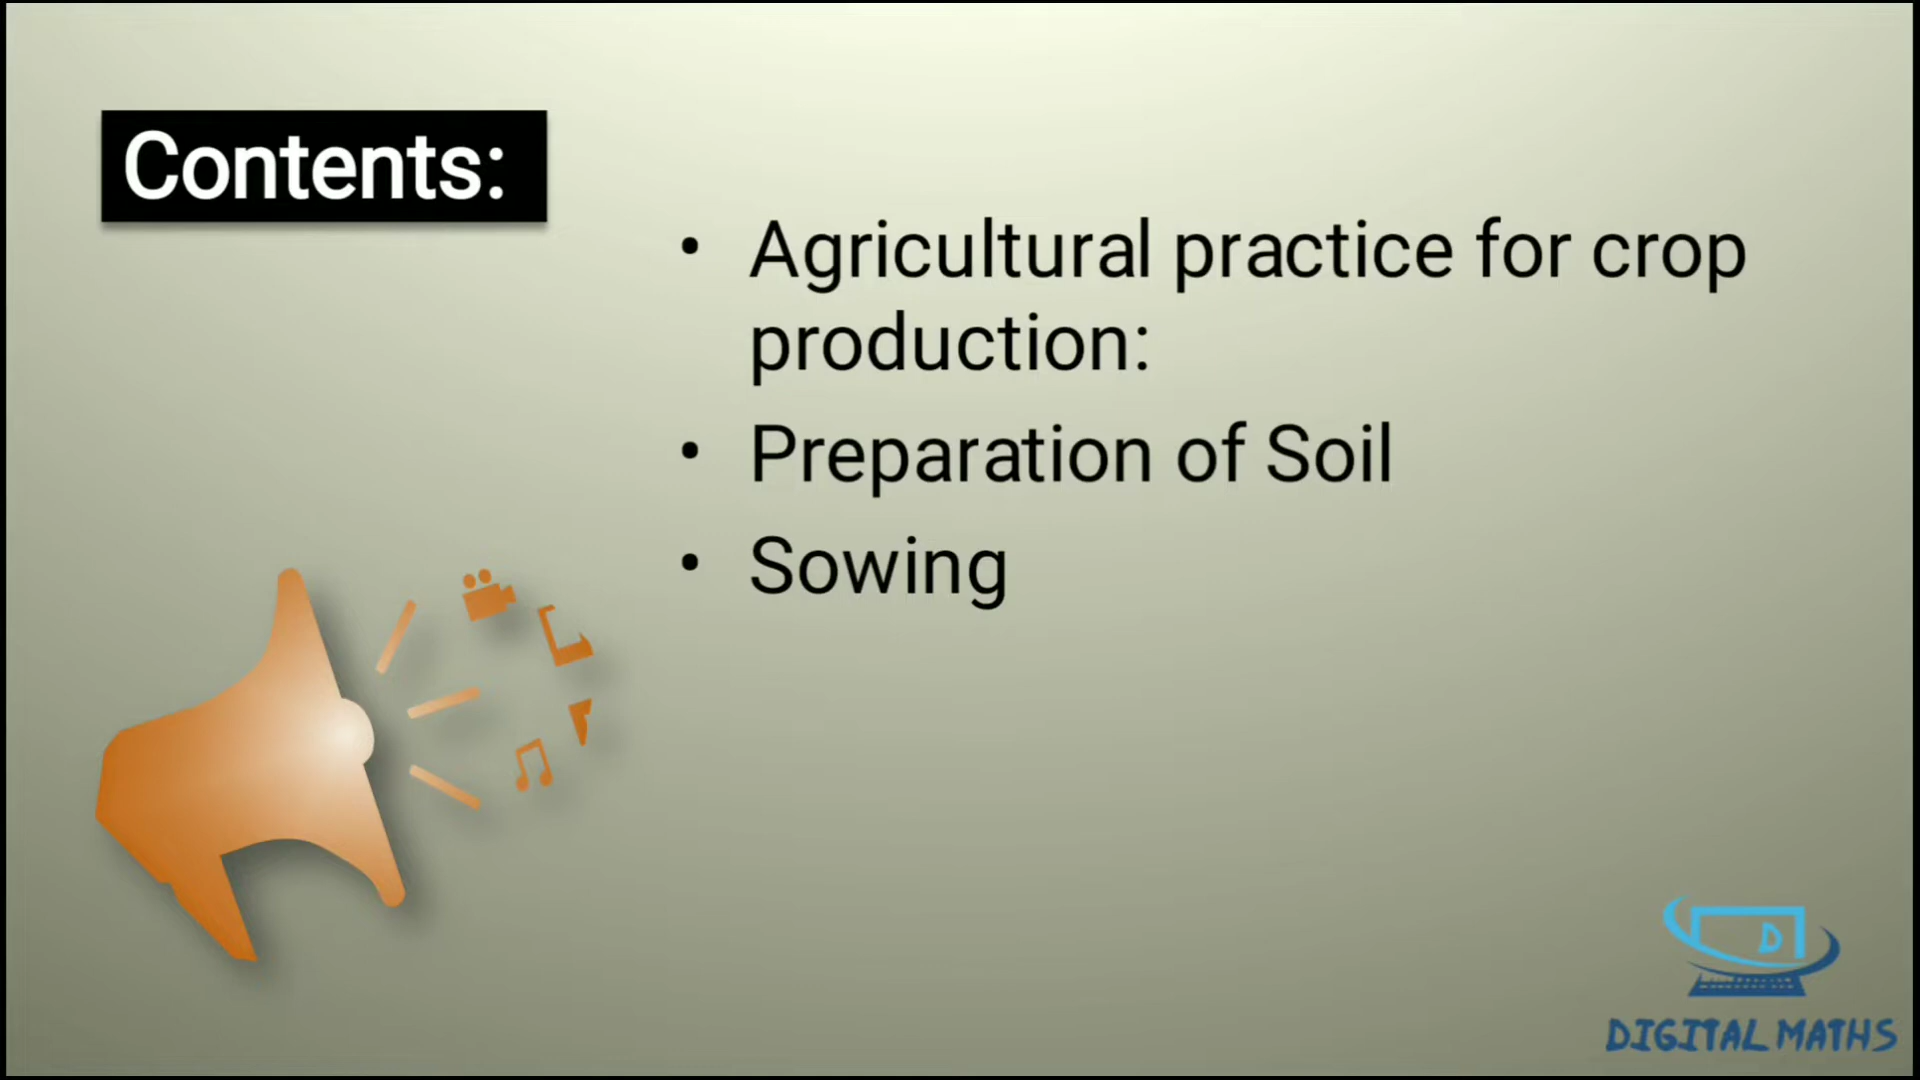 Contents:
• Agricultural practice for crop
production:
• Preparation of Soil
• Sowing
D
DIGITAL MATHS